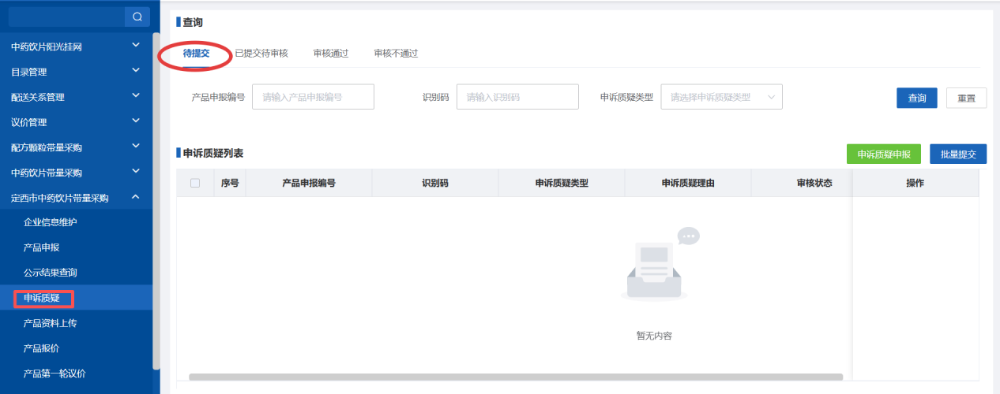 中药饮片阳光挂网
目录管理
配送关系管理
议价管理
配方颗粒带量采购
中药饮片带量采购
定西市中药饮片带量采购
企业信息维护
产品申报
公示结果查询
申诉质疑
产品资料上传
产品报价
产品第一轮议价
查询
待提交 已提交待审核 审核通过 审核不通过
产品申报编号 请输入产品申报编号 识别码 请输入识别码 申诉质疑类型 请选择申诉质疑类型 查询 重置
申诉质疑列表 申诉质疑申报 批量提交
序号 产品申报编号 识别码 申诉质疑类型 申诉质疑理由 审核状态 操作
暂无内容